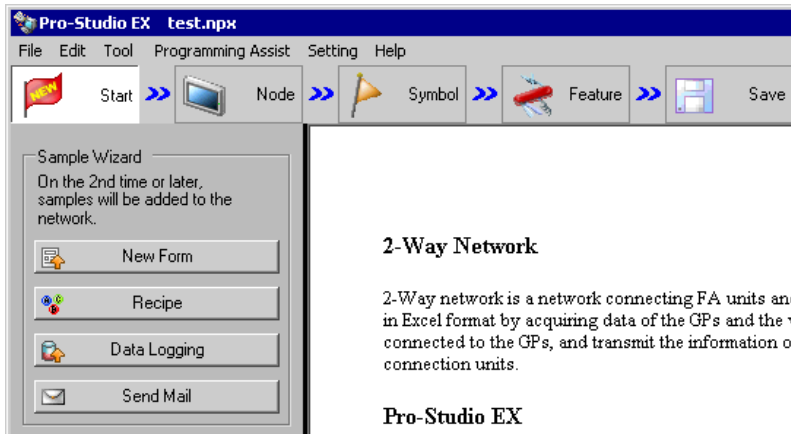 Pro-Studio EX test.npx
File Edit Tool Programming Assist Setting Help
NEW Start Node Symbol Feature Save
Sample Wizard
On the 2nd time or later,
samples will be added to the
network.
New Form
Recipe
Data Logging
Send Mail
2-Way Network
2-Way network is a network connecting FA units an
in Excel format by acquiring data of the GPs and the
connected to the GPs, and transmit the information o
connection units.
Pro-Studio EX